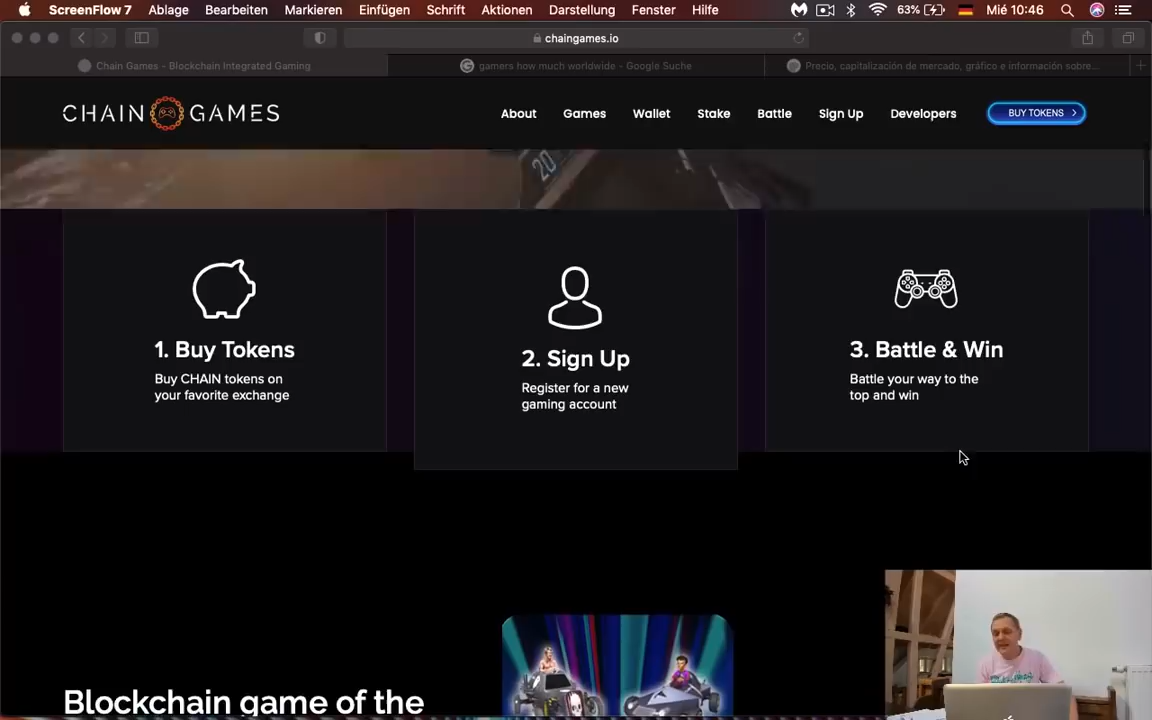 ScreenFlow 7 Ablage Bearbeiten Markieren Einfügen Schrift Aktionen Darstellung Fenster Hilfe 63% Mié 10:46
chaingames.io
Chain Games - Blockchain Integrated Gaming
gamers how much worldwide - Google Suche
Precio, capitalización de mercado, gráfico e información sobre...
CHAIN GAMES
About Games Wallet Stake Battle Sign Up Developers BUY TOKENS
20
1. Buy Tokens
Buy CHAIN tokens on
your favorite exchange
2. Sign Up
Register for a new
gaming account
3. Battle & Win
Battle your way to the
top and win
Blockchain game of the